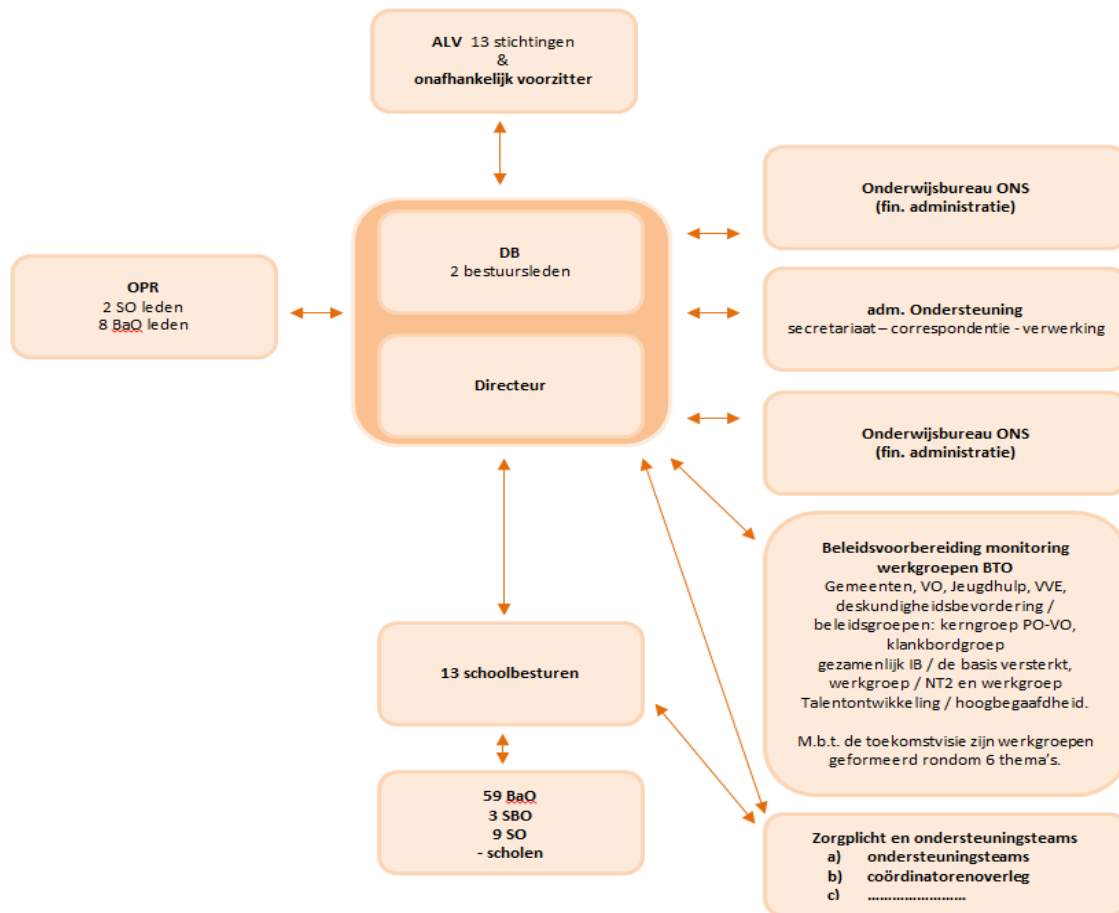 ALV 13 stichtingen
&
onafhankelijk voorzitter
Onderwijsbureau ONS
(fin. administratie)
DB
2 bestuursleden
OPR
2 SO leden
8 BaO leden
adm. Ondersteuning
secretariaat – correspondentie - verwerking
Directeur
Onderwijsbureau ONS
(fin. administratie)
Beleidsvoorbereiding monitoring
werkgroepen BTO
Gemeenten, VO, Jeugdhulp, VVE,
deskundigheidsbevordering /
beleidsgroepen: kerngroep PO-VO,
klankbordgroep
gezamenlijk IB / de basis versterkt,
werkgroep / NT2 en werkgroep
Talentontwikkeling / hoogbegaafdheid.
M.b.t. de toekomstvisie zijn werkgroepen
geformeerd rondom 6 thema's.
13 schoolbesturen
59 BaO
3 SBO
9 SO
- scholen
Zorgplicht en ondersteuningsteams
a) ondersteuningsteams
b) coördinatorenoverleg
c) ……………………